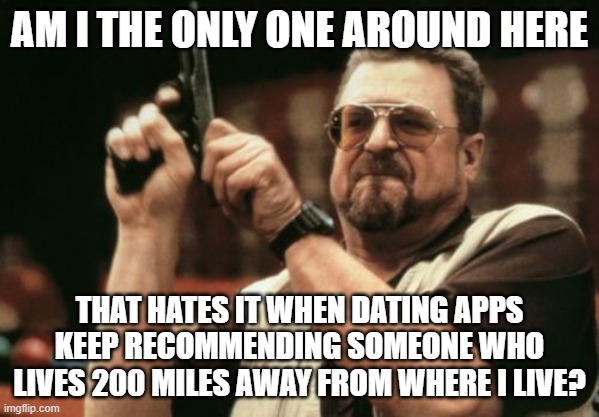 AM I THE ONLY ONE AROUND HERE
THAT HATES IT WHEN DATING APPS
KEEP RECOMMENDING SOMEONE WHO
LIVES 200 MILES AWAY FROM WHERE I LIVE?
imgflip.com